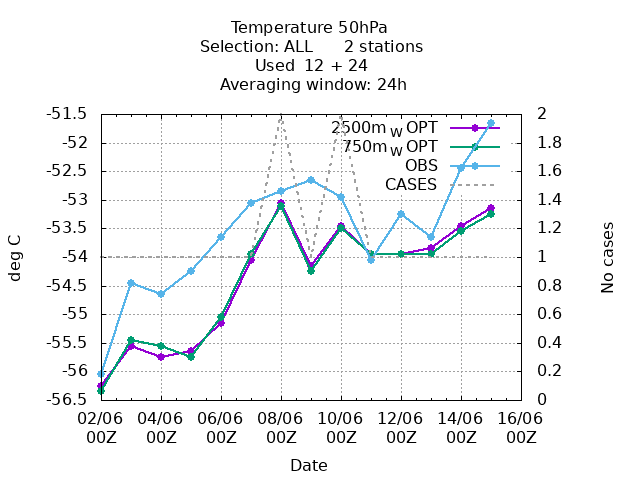 Temperature 50hPa
Selection: ALL 2 stations
Used 12 + 24
Averaging window: 24h
-51.5
-52
-52.5
-53
-53.5
-54
-54.5
-55
-55.5
-56
-56.5
deg C
2500m W OPT
750m W OPT
OBS
CASES
2
1.8
1.6
1.4
1.2
1
0.8
0.6
0.4
0.2
0
No cases
02/06 04/06 06/06 08/06 10/06 12/06 14/06 16/06
00Z 00Z 00Z 00Z 00Z 00Z 00Z 00Z
Date